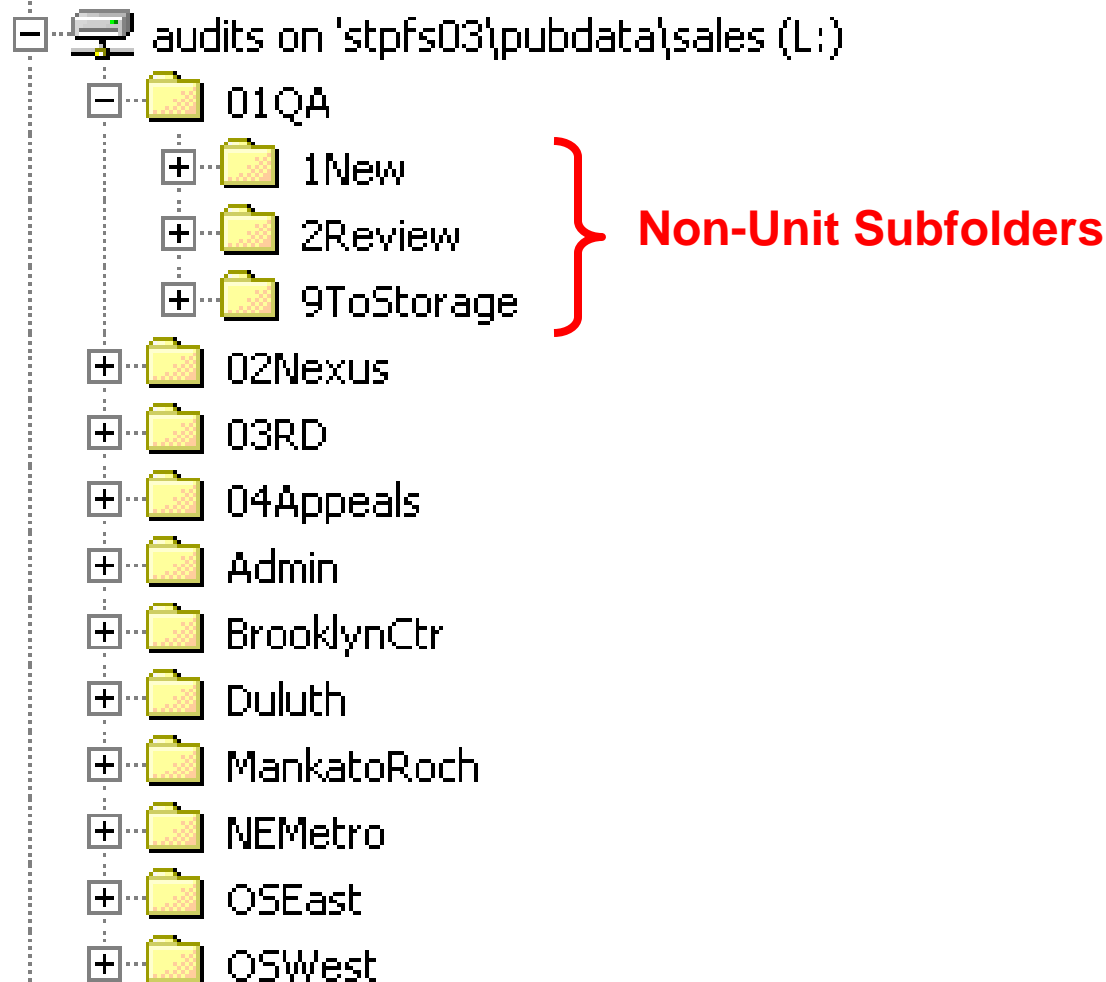 audits on 'stpfs03\pubdata\sales (L:)
01QA
1New
2Review
Non-Unit Subfolders
9ToStorage
02Nexus
03RD
04Appeals
Admin
BrooklynCtr
Duluth
MankatoRoch
NEMetro
OSEast
OSWest